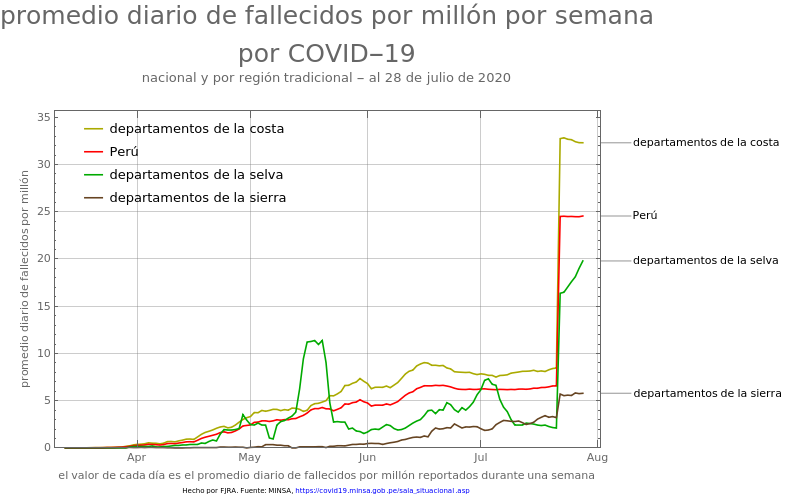 promedio diario de fallecidos por millón por semana
por COVID–19
nacional y por región tradicional – al 28 de julio de 2020
departamentos de la costa
Perú
departamentos de la selva
departamentos de la sierra
promedio diario de fallecidos por millón
35
30
25
20
15
10
5
0
Apr
May
Jun
Jul
Aug
departamentos de la costa
Perú
departamentos de la selva
departamentos de la sierra
el valor de cada día es el promedio diario de fallecidos por millón reportados durante una semana
Hecho por FJRA. Fuente: MINSA, https://covid19.minsa.gob.pe/sala_situacional.asp